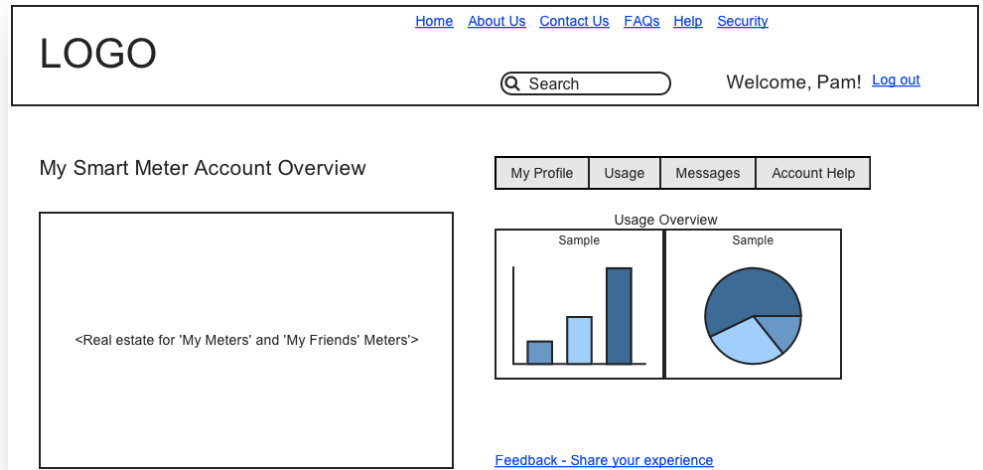 Home About Us Contact Us FAQs Help Security
LOGO
Search
Welcome, Pam! Log out
My Smart Meter Account Overview
My Profile Usage Messages Account Help
Usage Overview
Sample Sample
<Real estate for 'My Meters' and 'My Friends' Meters'>
Feedback - Share your experience